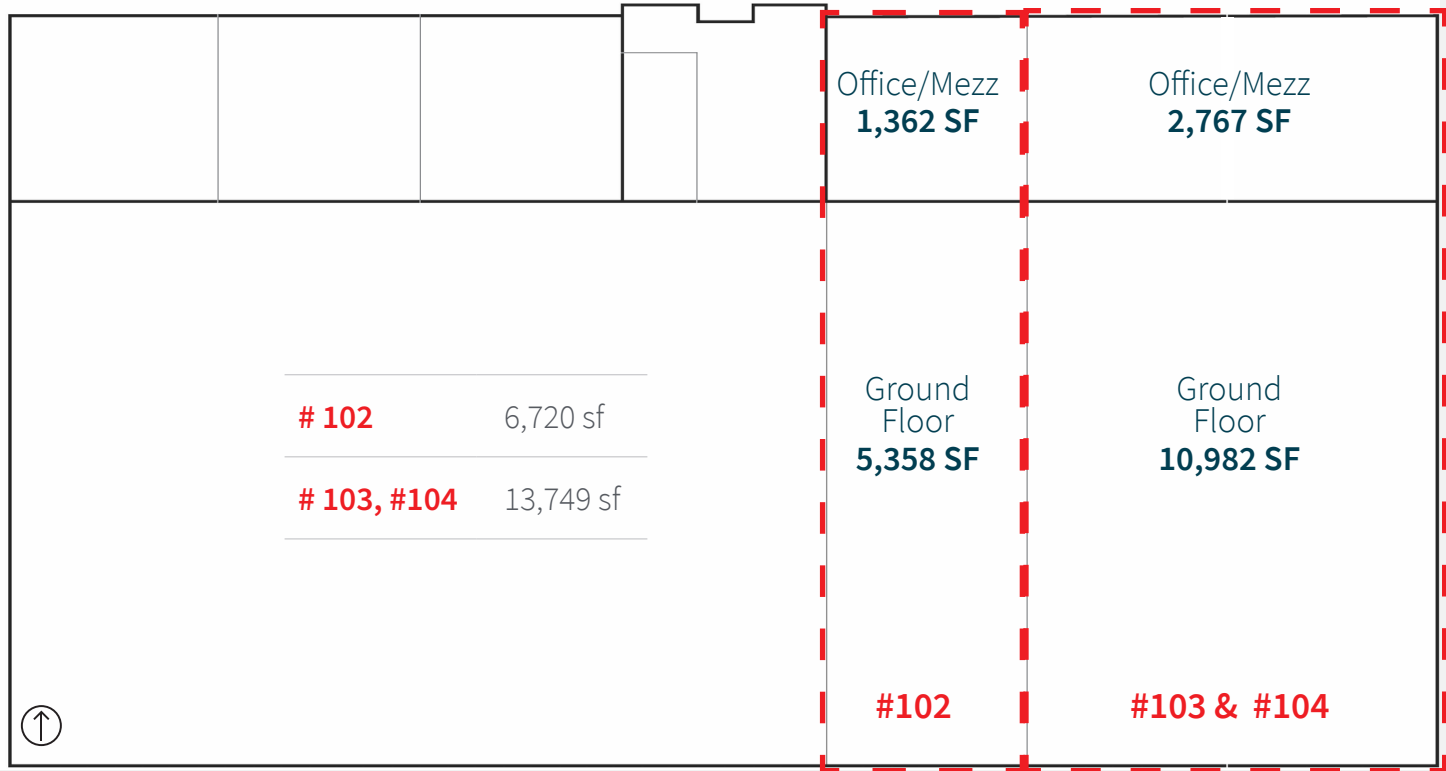 Office/Mezz
1,362 SF
Office/Mezz
2,767 SF
# 102 6,720 sf
# 103, #104 13,749 sf
Ground
Floor
5,358 SF
Ground
Floor
10,982 SF
#102
#103 & #104